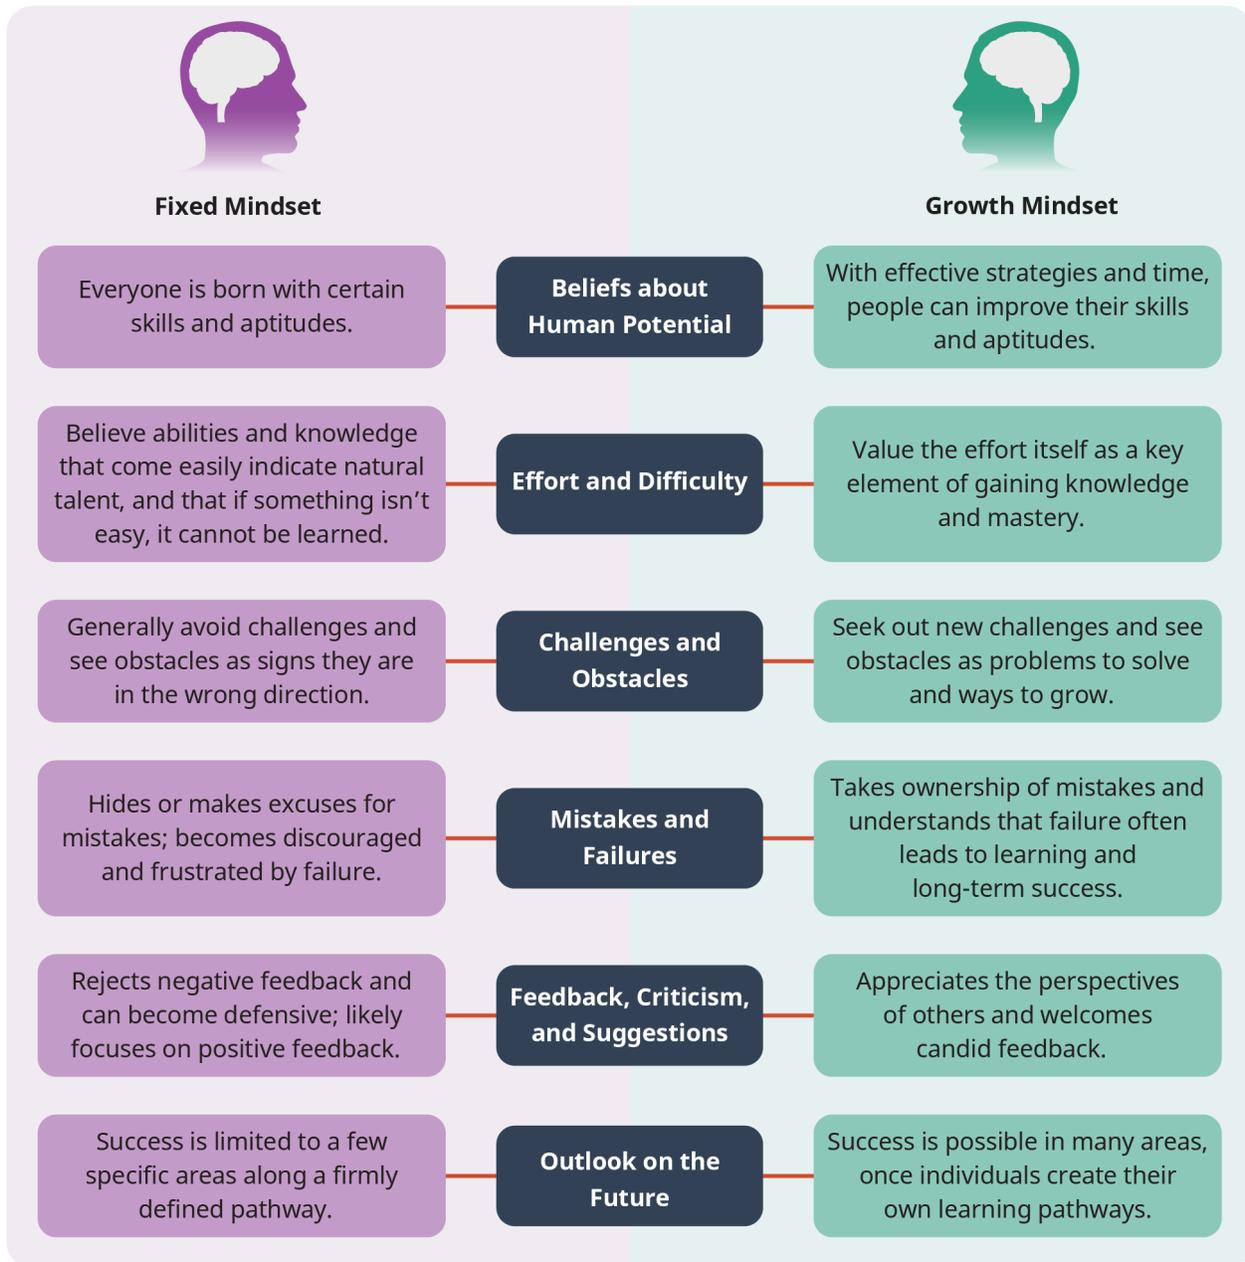 Fixed Mindset
Growth Mindset
Everyone is born with certain
skills and aptitudes.
Beliefs about
Human Potential
With effective strategies and time,
people can improve their skills
and aptitudes.
Believe abilities and knowledge
that come easily indicate natural
talent, and that if something isn’t
easy, it cannot be learned.
Effort and Difficulty
Value the effort itself as a key
element of gaining knowledge
and mastery.
Generally avoid challenges and
see obstacles as signs they are
in the wrong direction.
Challenges and
Obstacles
Seek out new challenges and see
obstacles as problems to solve
and ways to grow.
Hides or makes excuses for
mistakes; becomes discouraged
and frustrated by failure.
Mistakes and
Failures
Takes ownership of mistakes and
understands that failure often
leads to learning and
long-term success.
Rejects negative feedback and
can become defensive; likely
focuses on positive feedback.
Feedback, Criticism,
and Suggestions
Appreciates the perspectives
of others and welcomes
candid feedback.
Success is limited to a few
specific areas along a firmly
defined pathway.
Outlook on the
Future
Success is possible in many areas,
once individuals create their
own learning pathways.